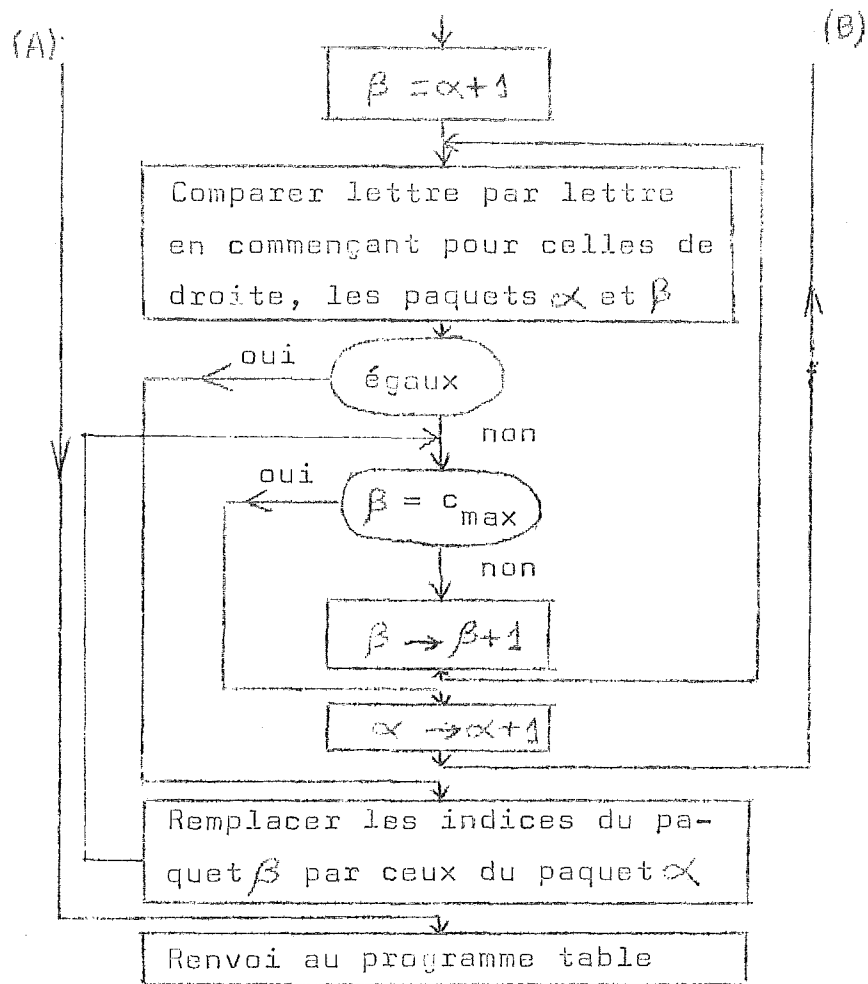 (A)
(B)
β = α+1
Comparer lettre par lettre
en commençant pour celles de
droite, les paquets α et β
oui
égaux
non
oui
β = c max
non
β → β+1
α → α+1
Remplacer les indices du pa-
quet β par ceux du paquet α
Renvoi au programme table